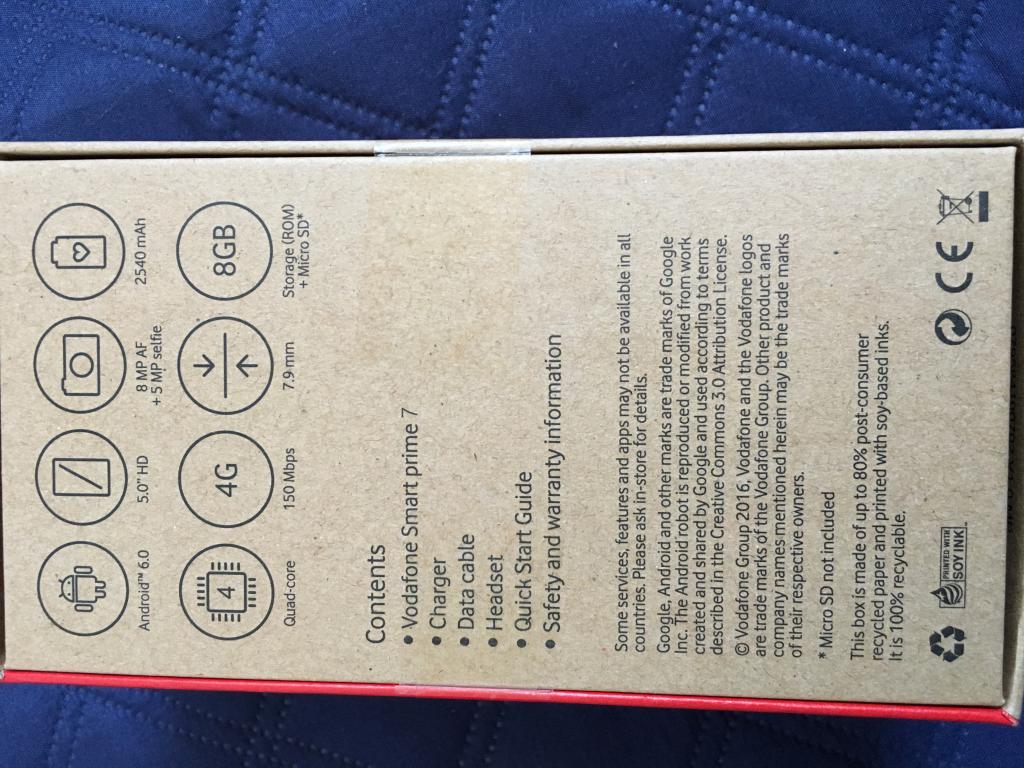 Android™ 6.0
5.0" HD
8 MP AF
+ 5 MP selfie
2540 mAh
4
Quad-core
4G
150 Mbps
7.9 mm
8GB
Storage (ROM)
+ Micro SD*
Contents
• Vodafone Smart prime 7
• Charger
• Data cable
• Headset
• Quick Start Guide
• Safety and warranty information
Some services, features and apps may not be available in all
countries. Please ask in-store for details.
Google, Android and other marks are trade marks of Google
Inc. The Android robot is reproduced or modified from work
created and shared by Google and used according to terms
described in the Creative Commons 3.0 Attribution License.
© Vodafone Group 2016, Vodafone and the Vodafone logos
are trade marks of the Vodafone Group. Other product and
company names mentioned herein may be the trade marks
of their respective owners.
* Micro SD not included
This box is made of up to 80% post-consumer
recycled paper and printed with soy-based inks.
It is 100% recyclable.
PRINTED WITH
SOY INK
CE